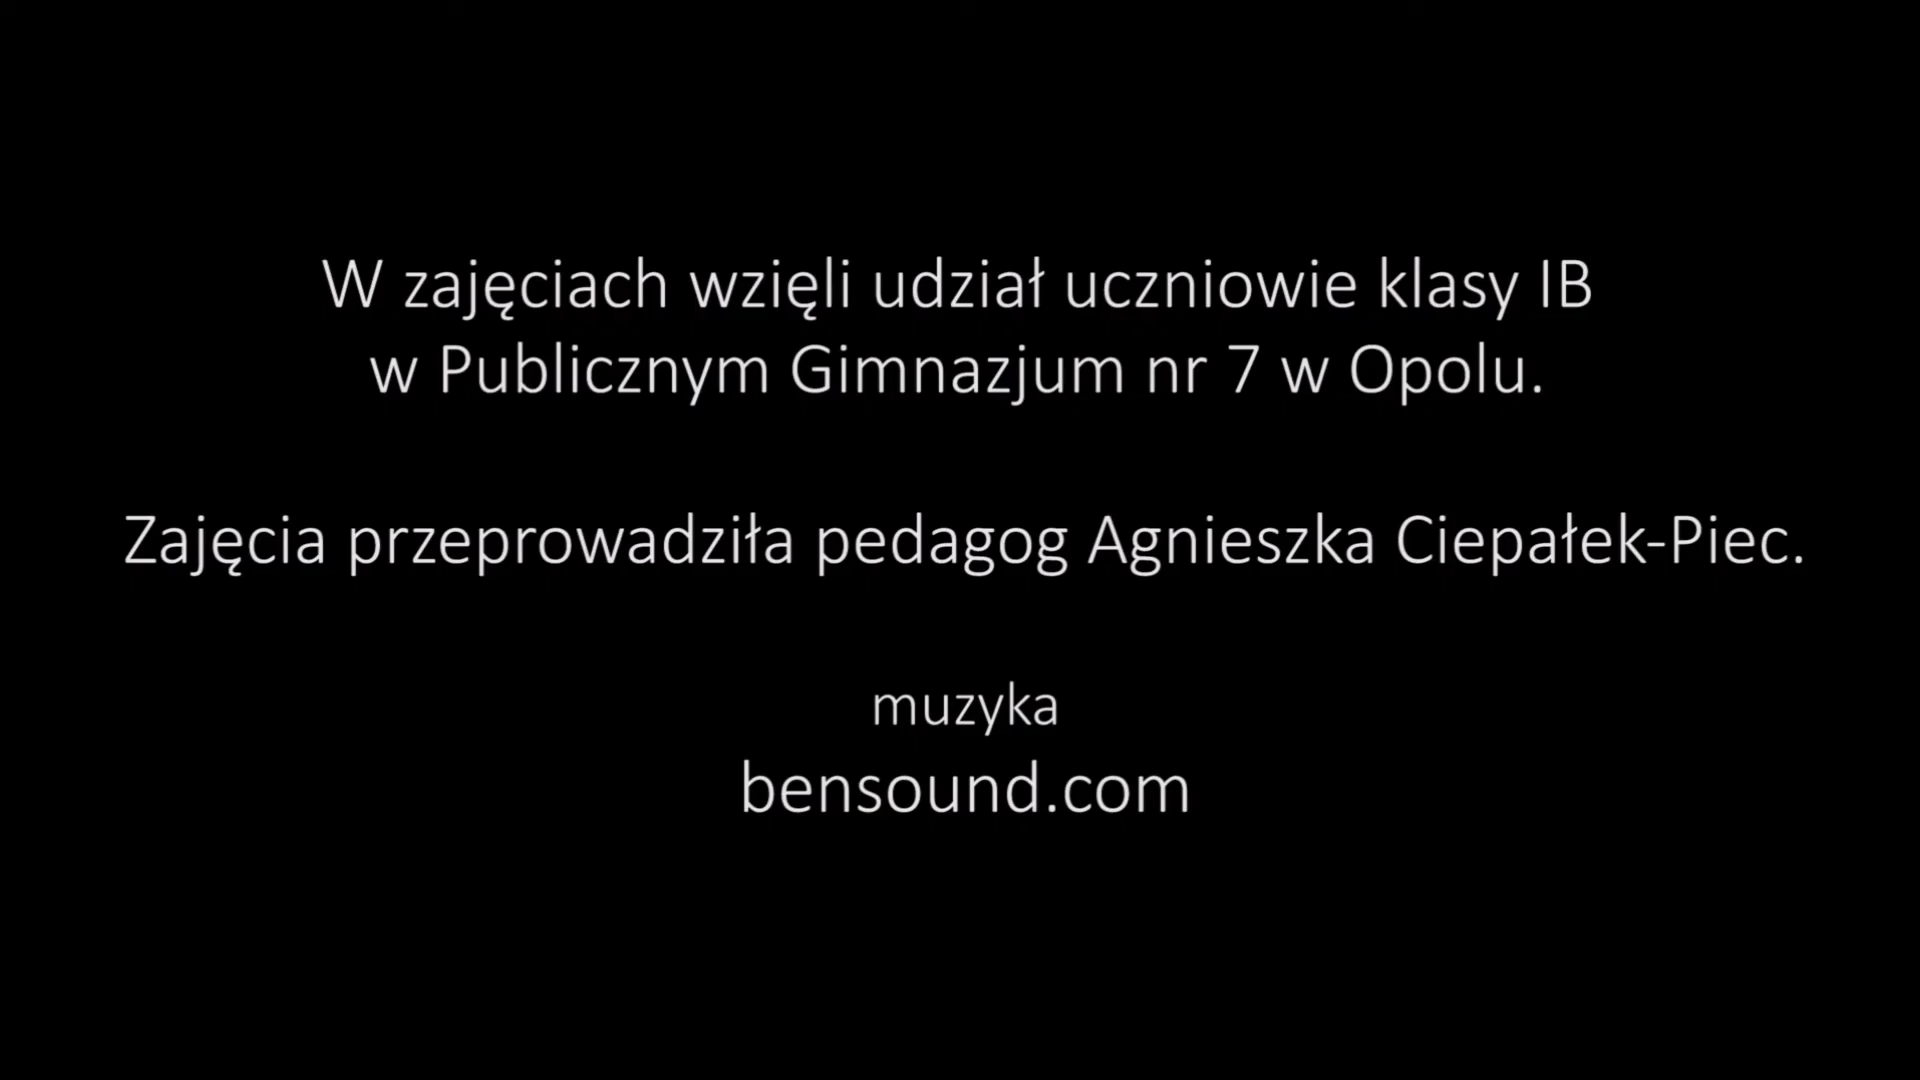 W zajęciach wzięli udział uczniowie klasy IB
w Publicznym Gimnazjum nr 7 w Opolu.
Zajęcia przeprowadziła pedagog Agnieszka Ciepałek-Piec.
muzyka
bensound.com